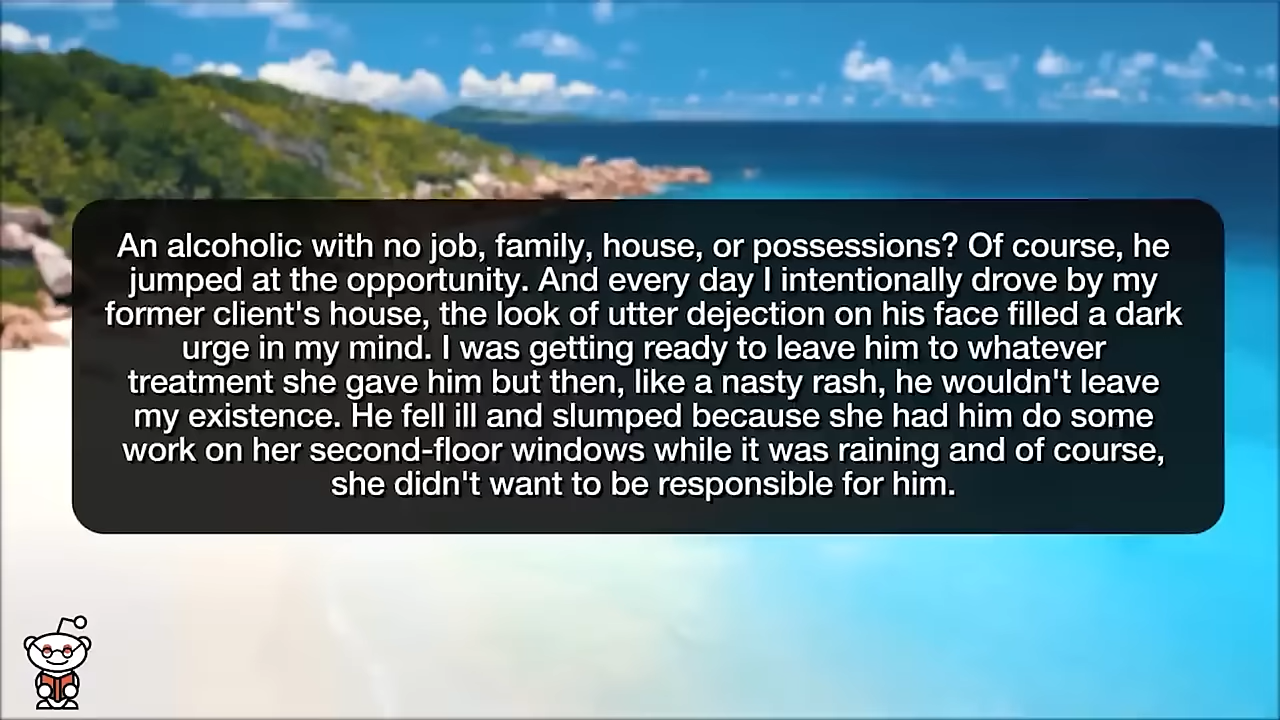 An alcoholic with no job, family, house, or possessions? Of course, he
jumped at the opportunity. And every day I intentionally drove by my
former client's house, the look of utter dejection on his face filled a dark
urge in my mind. I was getting ready to leave him to whatever
treatment she gave him but then, like a nasty rash, he wouldn't leave
my existence. He fell ill and slumped because she had him do some
work on her second-floor windows while it was raining and of course,
she didn't want to be responsible for him.